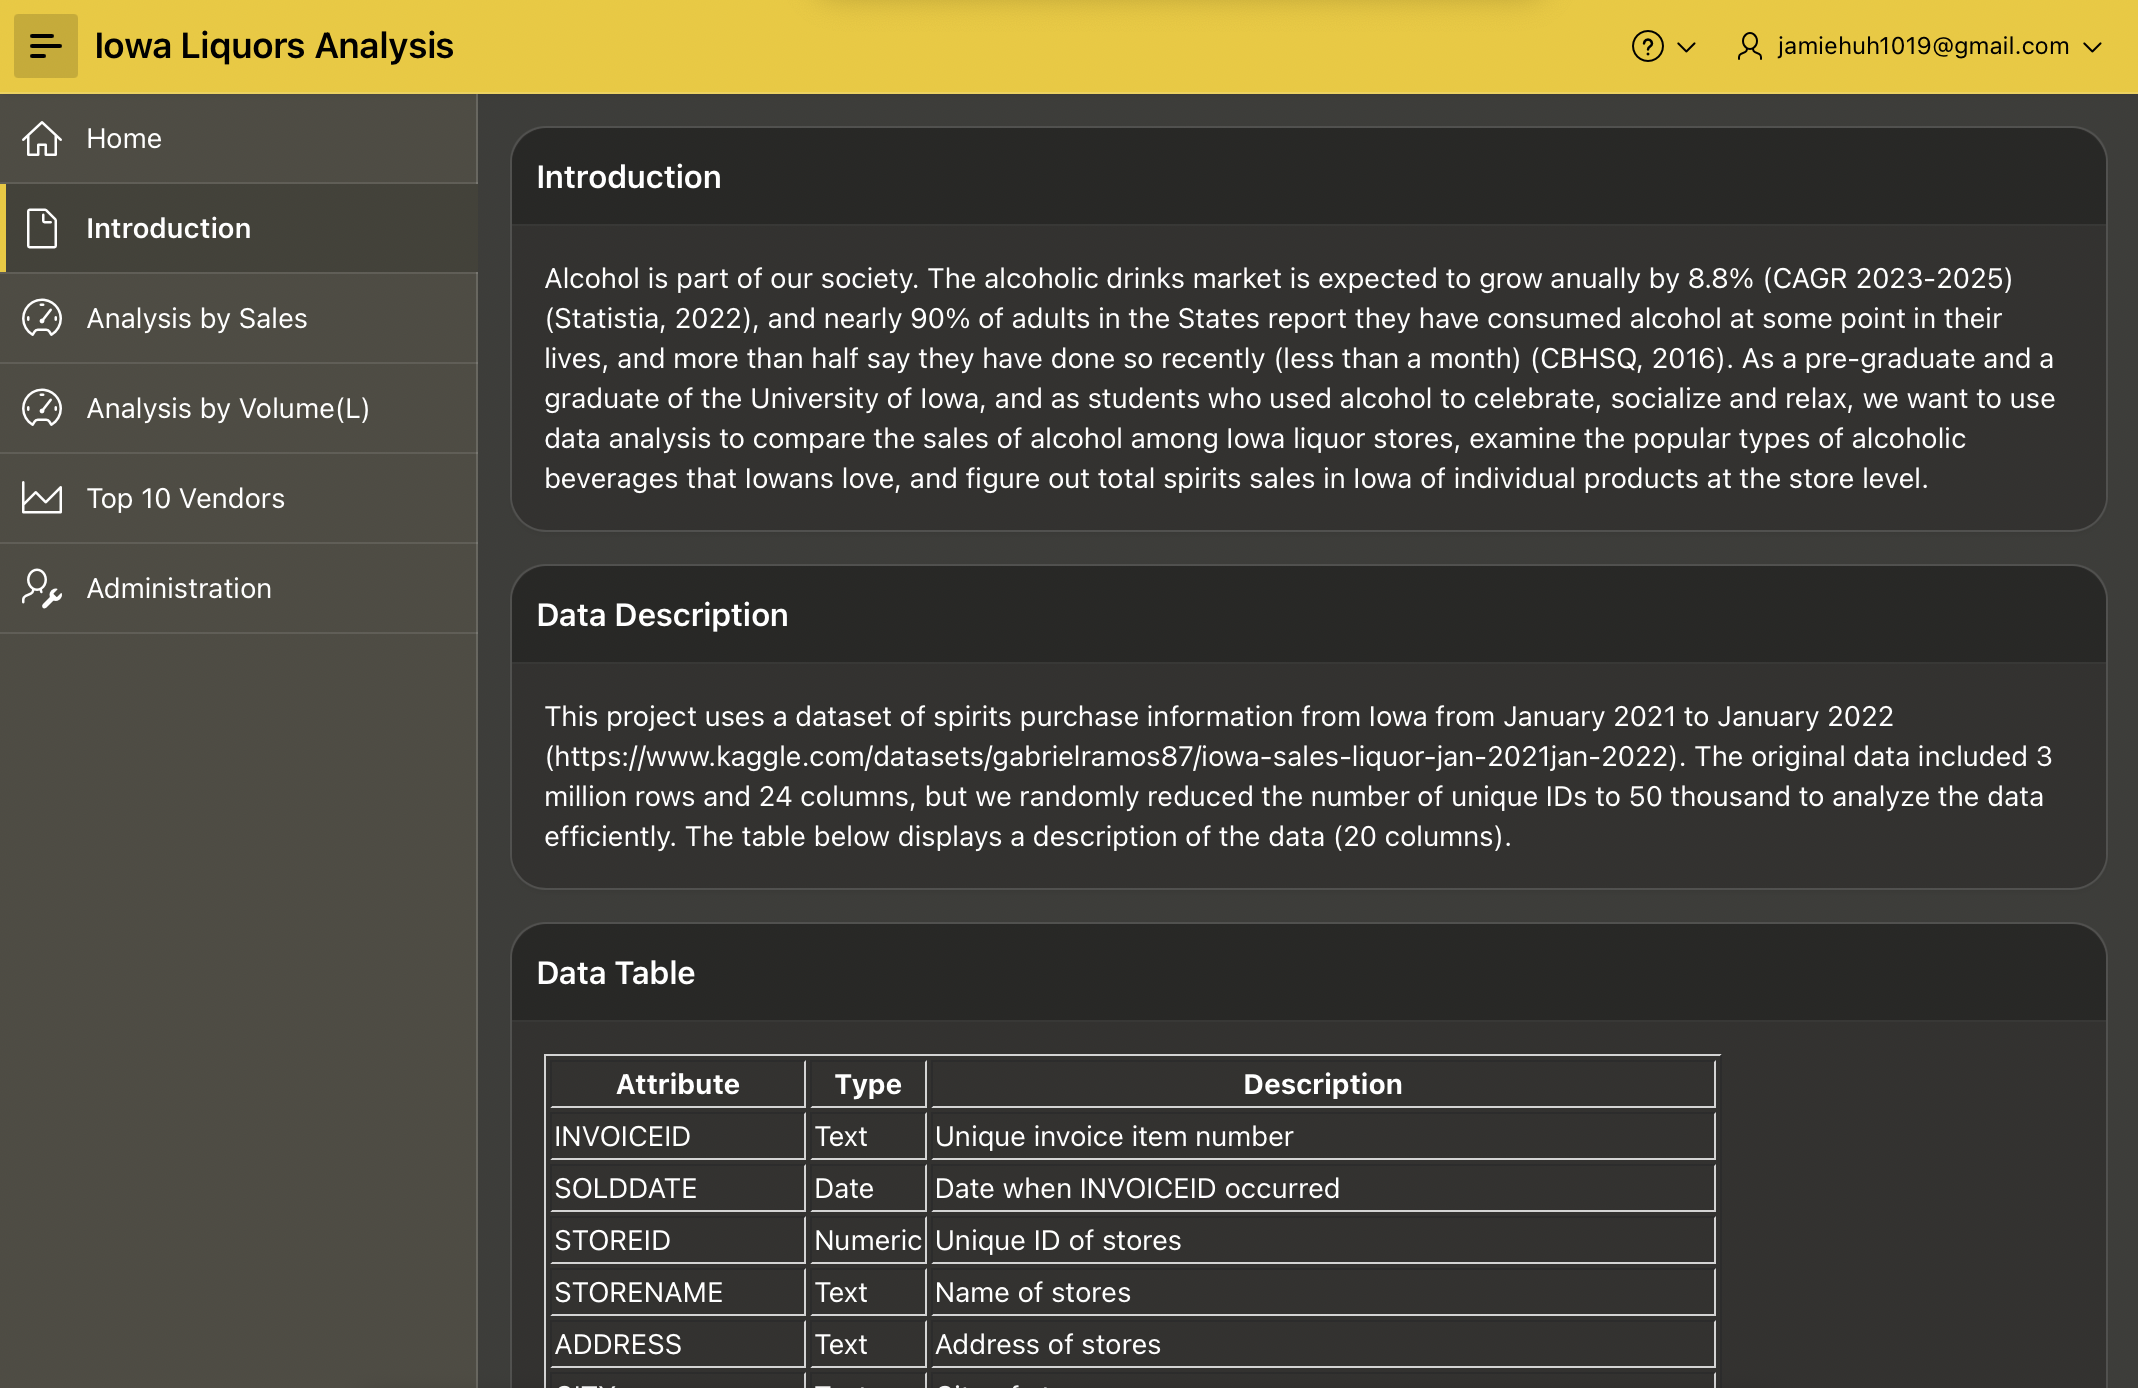 Iowa Liquors Analysis
jamiehuh1019@gmail.com
Home
Introduction
Analysis by Sales
Analysis by Volume(L)
Top 10 Vendors
Administration
Introduction
Alcohol is part of our society. The alcoholic drinks market is expected to grow anually by 8.8% (CAGR 2023-2025)
(Statistia, 2022), and nearly 90% of adults in the States report they have consumed alcohol at some point in their
lives, and more than half say they have done so recently (less than a month) (CBHSQ, 2016). As a pre-graduate and a
graduate of the University of Iowa, and as students who used alcohol to celebrate, socialize and relax, we want to use
data analysis to compare the sales of alcohol among Iowa liquor stores, examine the popular types of alcoholic
beverages that Iowans love, and figure out total spirits sales in Iowa of individual products at the store level.
Data Description
This project uses a dataset of spirits purchase information from Iowa from January 2021 to January 2022
(https://www.kaggle.com/datasets/gabrielramos87/iowa-sales-liquor-jan-2021jan-2022). The original data included 3
million rows and 24 columns, but we randomly reduced the number of unique IDs to 50 thousand to analyze the data
efficiently. The table below displays a description of the data (20 columns).
Data Table
Attribute Type Description
INVOICEID Text Unique invoice item number
SOLDDATE Date Date when INVOICEID occurred
STOREID Numeric Unique ID of stores
STORENAME Text Name of stores
ADDRESS Text Address of stores